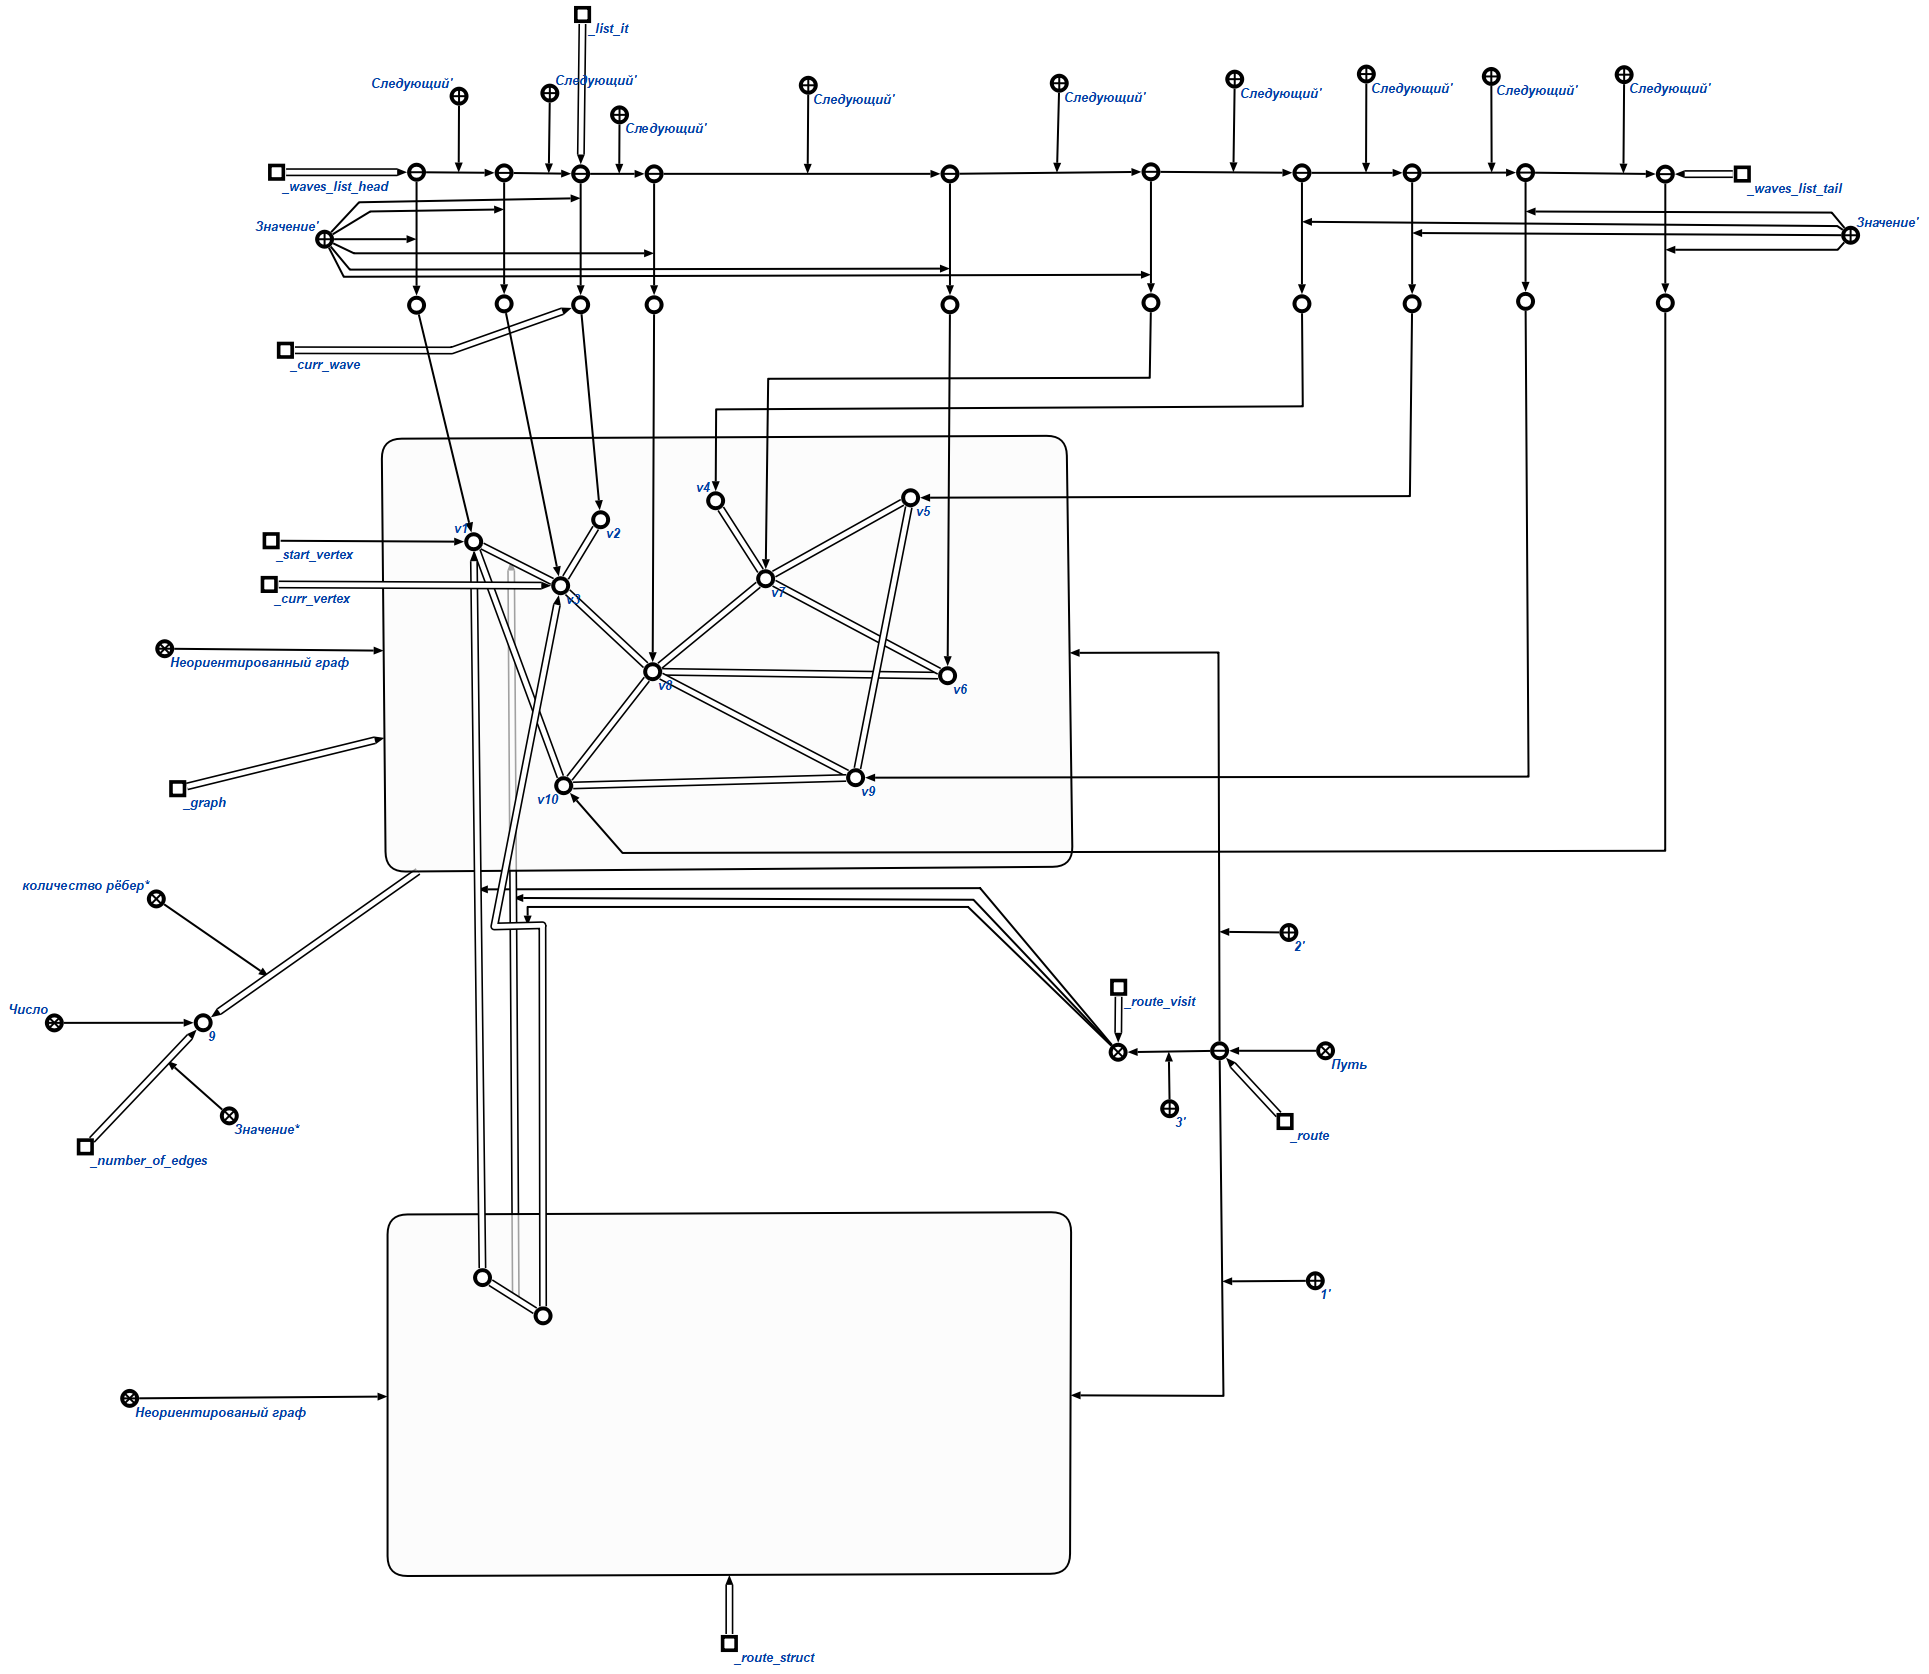 _list_it
Следующий'
Следующий'
Следующий'
Следующий'
Следующий'
Следующий'
Следующий'
Следующий'
Следующий'
_waves_list_head
_waves_list_tail
Значение'
Значение'
_curr_wave
v4
v5
v1
v2
_start_vertex
_curr_vertex
v3
v7
Неориентированный граф
v8
v6
_graph
v10
v9
количество рёбер*
2'
Число
9
_route_visit
Путь
3'
_route
Значение*
_number_of_edges
1'
Неориентированый граф
_route_struct